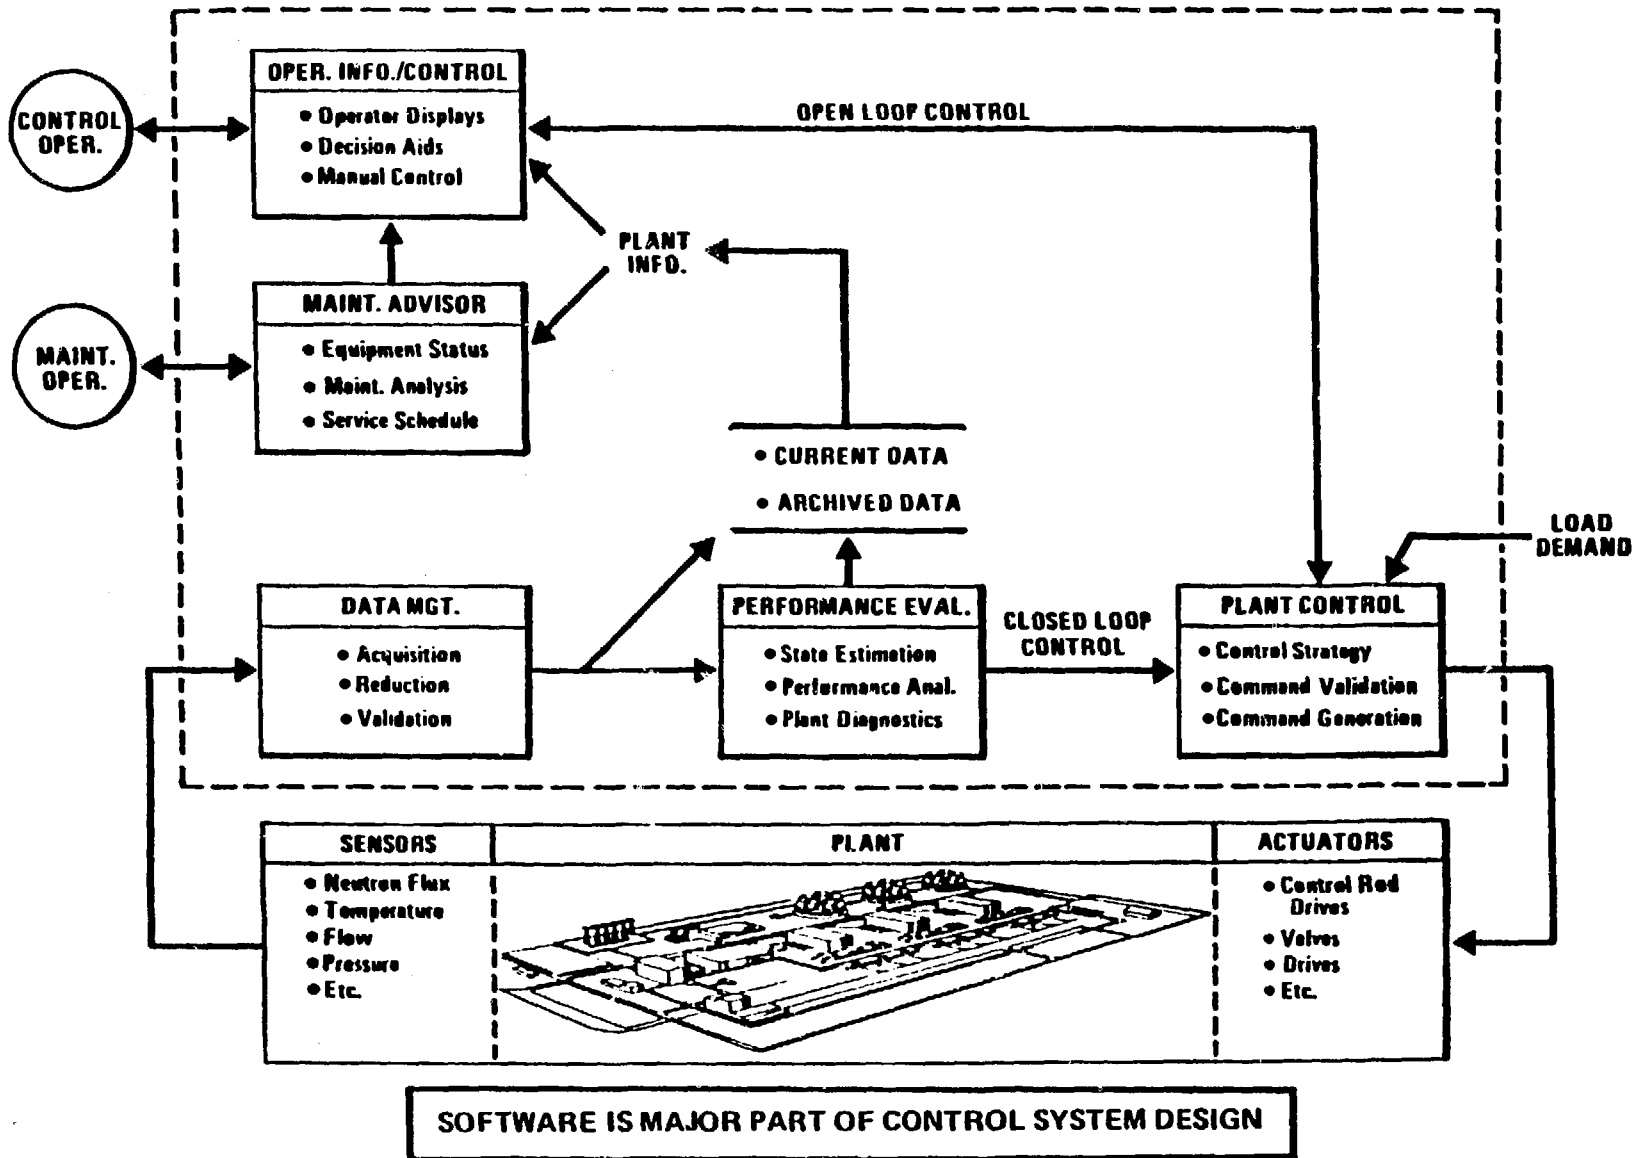 OPER. INFO./CONTROL
• Operator Displays
• Decision Aids
• Manual Control
CONTROL
OPER.
OPEN LOOP CONTROL
PLANT
INFO.
MAINT. ADVISOR
• Equipment Status
• Maint. Analysis
• Service Schedule
MAINT.
OPER.
• CURRENT DATA
• ARCHIVED DATA
LOAD
DEMAND
DATA MGT.
• Acquisition
• Reduction
• Validation
PERFORMANCE EVAL.
• State Estimation
• Performance Anal.
• Plant Diagnostics
CLOSED LOOP
CONTROL
PLANT CONTROL
• Control Strategy
• Command Validation
• Command Generation
SENSORS
• Neutron Flux
• Temperature
• Flow
• Pressure
• Etc.
PLANT
ACTUATORS
• Control Rod
Drives
• Valves
• Drives
• Etc.
SOFTWARE IS MAJOR PART OF CONTROL SYSTEM DESIGN